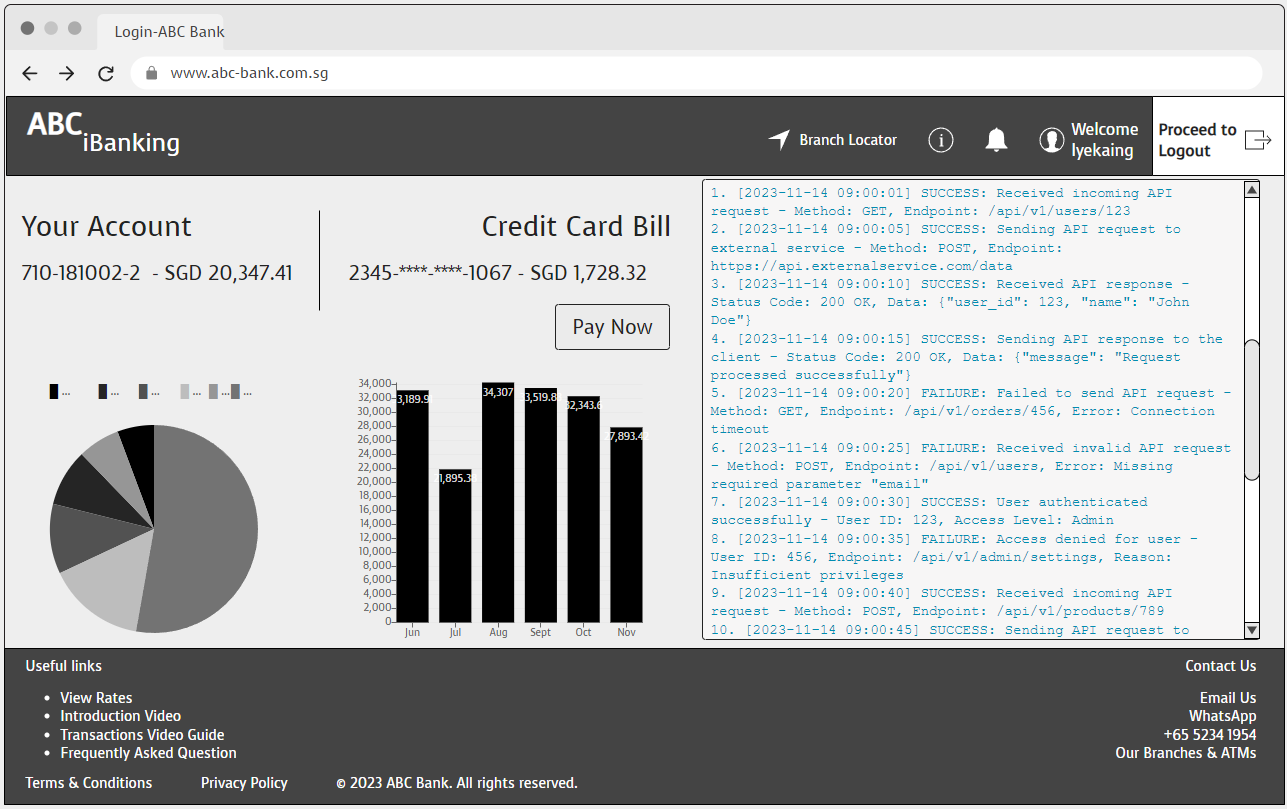 Login-ABC Bank
www.abc-bank.com.sg
ABC
iBanking
Branch Locator
Welcome
Iyekaing
Proceed to
Logout
Your Account
710-181002-2 - SGD 20,347.41
Credit Card Bill
2345-****-****-1067 - SGD 1,728.32
Pay Now
... ... ... ... ... ...
34,000
32,000
30,000
28,000
26,000
24,000
22,000
20,000
18,000
16,000
14,000
12,000
10,000
8,000
6,000
4,000
2,000
0
34,307
Jun Jul Aug Sept Oct Nov
1. [2023-11-14 09:00:01] SUCCESS: Received incoming API
request - Method: GET, Endpoint: /api/v1/users/123
2. [2023-11-14 09:00:05] SUCCESS: Sending API request to
external service - Method: POST, Endpoint:
https://api.externalservice.com/data
3. [2023-11-14 09:00:10] SUCCESS: Received API response -
Status Code: 200 OK, Data: {"user_id": 123, "name": "John
Doe"}
4. [2023-11-14 09:00:15] SUCCESS: Sending API response to the
client - Status Code: 200 OK, Data: {"message": "Request
processed successfully"}
5. [2023-11-14 09:00:20] FAILURE: Failed to send API request -
Method: GET, Endpoint: /api/v1/orders/456, Error: Connection
timeout
6. [2023-11-14 09:00:25] FAILURE: Received invalid API request
- Method: POST, Endpoint: /api/v1/users, Error: Missing
required parameter "email"
7. [2023-11-14 09:00:30] SUCCESS: User authenticated
successfully - User ID: 123, Access Level: Admin
8. [2023-11-14 09:00:35] FAILURE: Access denied for user -
User ID: 456, Endpoint: /api/v1/admin/settings, Reason:
Insufficient privileges
9. [2023-11-14 09:00:40] SUCCESS: Received incoming API
request - Method: POST, Endpoint: /api/v1/products/789
10. [2023-11-14 09:00:45] SUCCESS: Sending API request to
Useful links
• View Rates
• Introduction Video
• Transactions Video Guide
• Frequently Asked Question
Terms & Conditions Privacy Policy © 2023 ABC Bank. All rights reserved.
Contact Us
Email Us
WhatsApp
+65 5234 1954
Our Branches & ATMs